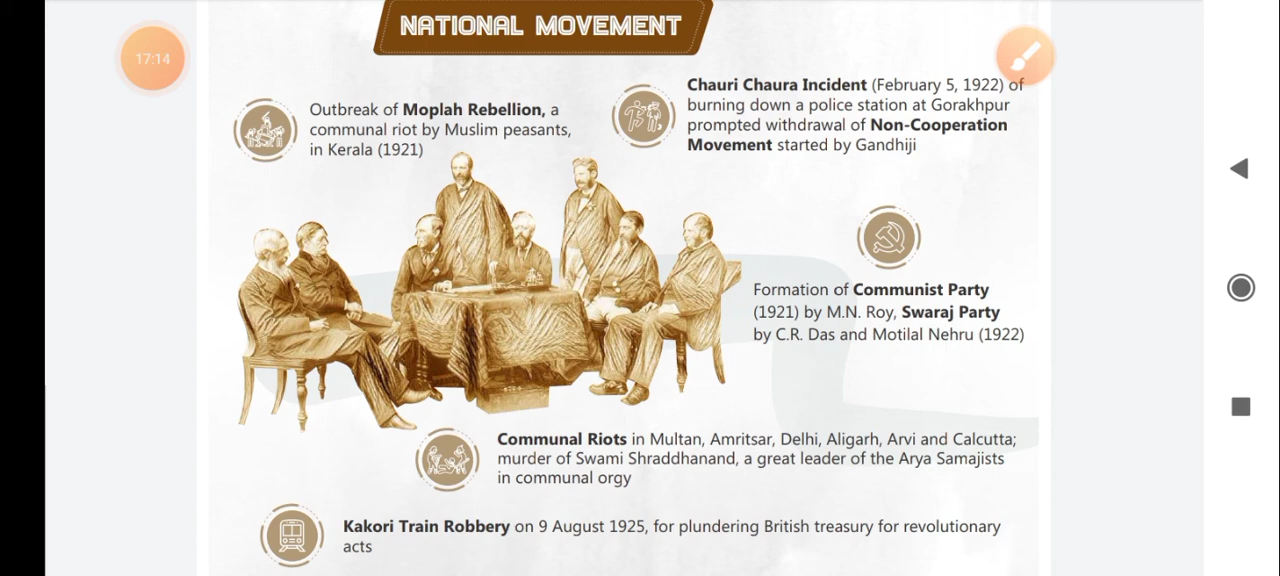 NATIONAL MOVEMENT
17:14
Outbreak of Moplah Rebellion, a
communal riot by Muslim peasants,
in Kerala (1921)
Chauri Chaura Incident (February 5, 1922) of
burning down a police station at Gorakhpur
prompted withdrawal of Non-Cooperation
Movement started by Gandhiji
Formation of Communist Party
(1921) by M.N. Roy, Swaraj Party
by C.R. Das and Motilal Nehru (1922)
Communal Riots in Multan, Amritsar, Delhi, Aligarh, Arvi and Calcutta;
murder of Swami Shraddhanand, a great leader of the Arya Samajists
in communal orgy
Kakori Train Robbery on 9 August 1925, for plundering British treasury for revolutionary
acts